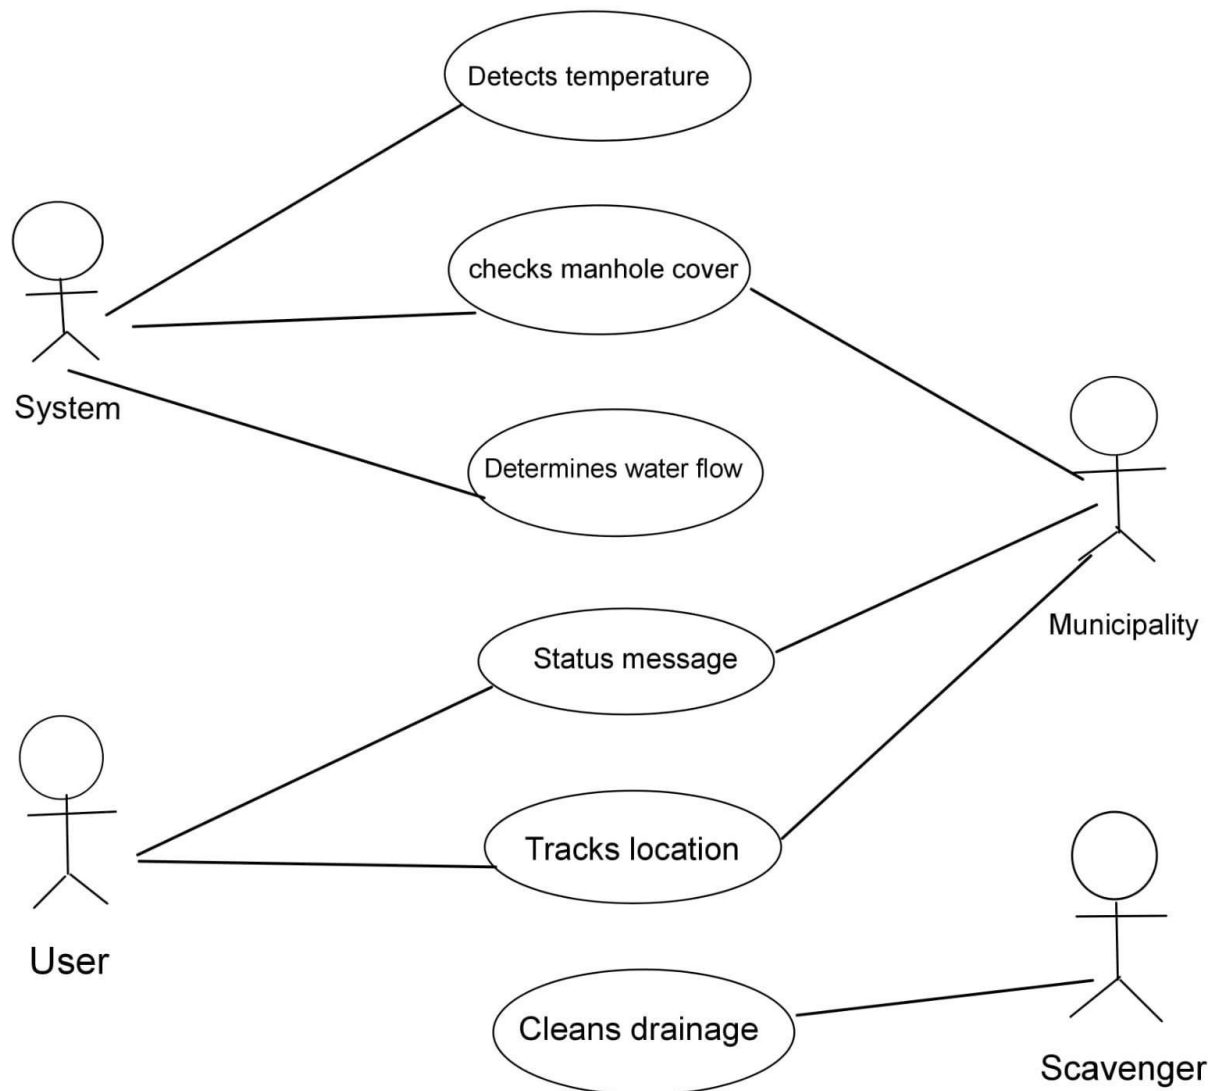 Detects temperature
checks manhole cover
System
Determines water flow
Municipality
Status message
Tracks location
User
Cleans drainage
Scavenger